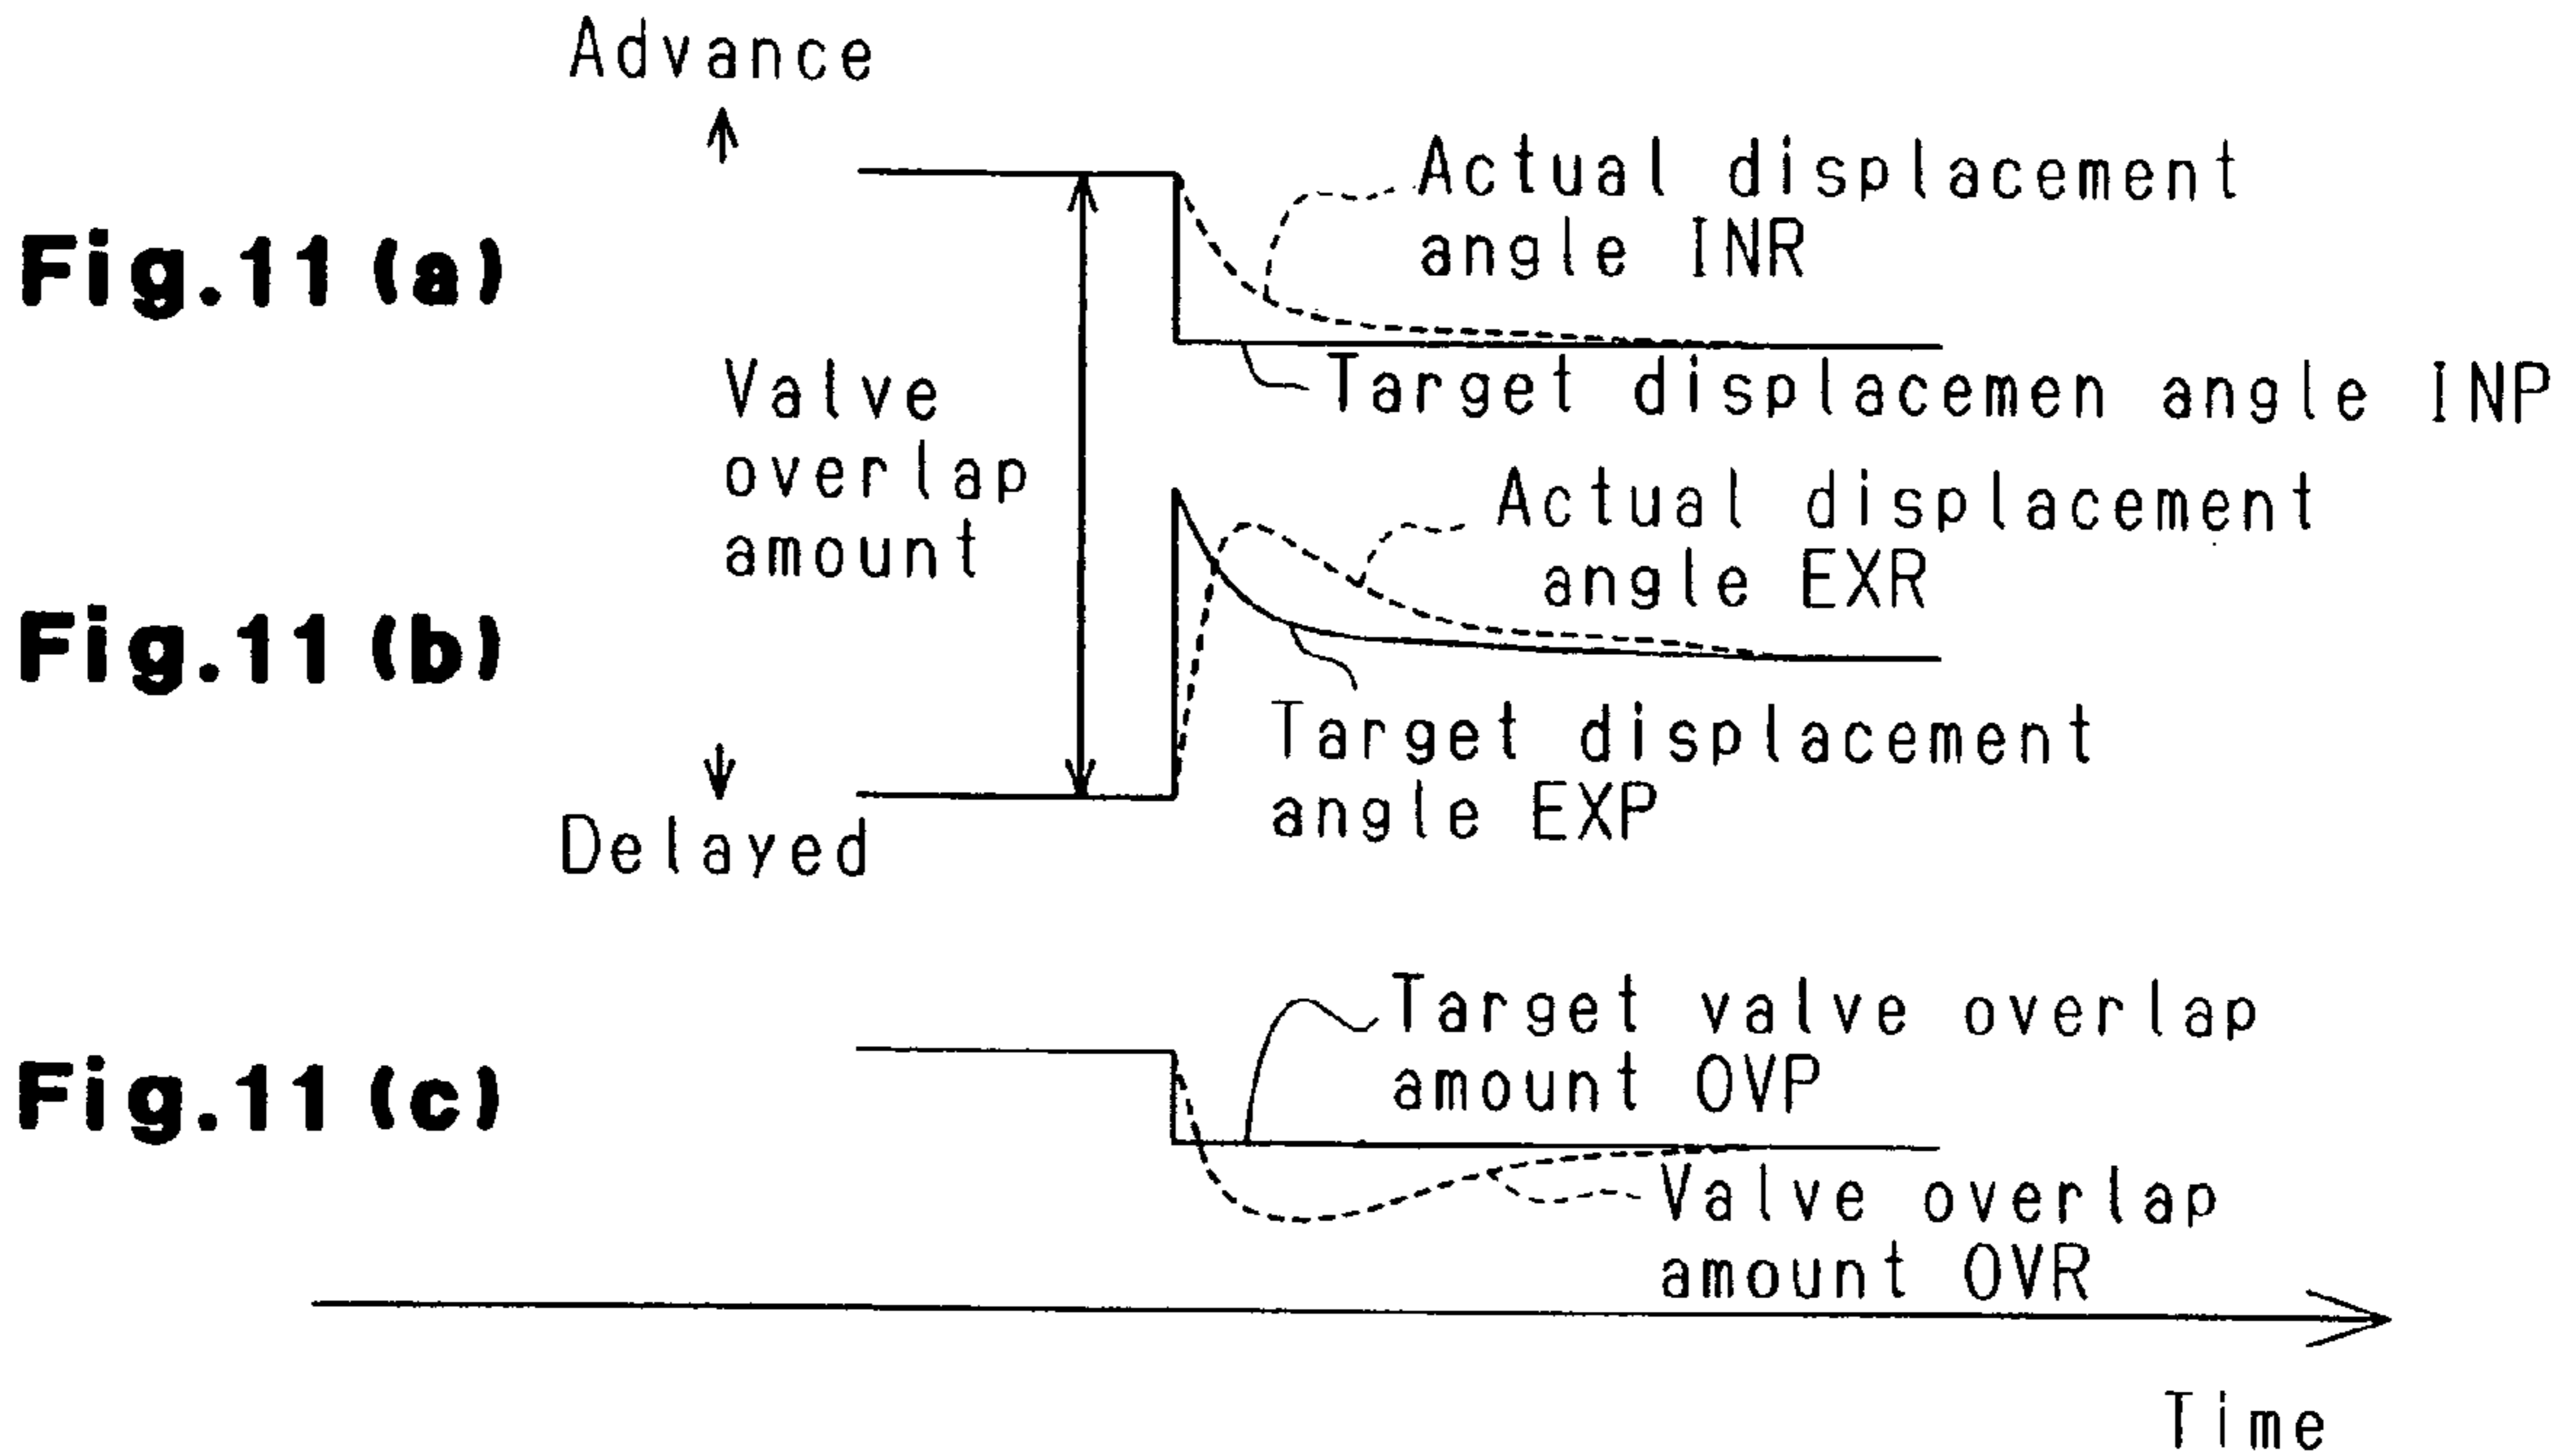 Advance
Fig.11(a)
Actual displacement
angle INR
Target displacemen angle INP
Valve
overlap
amount
Fig.11(b)
Actual displacement
angle EXR
Target displacement
angle EXP
Delayed
Fig.11(c)
Target valve overlap
amount OVP
Valve overlap
amount OVR
Time